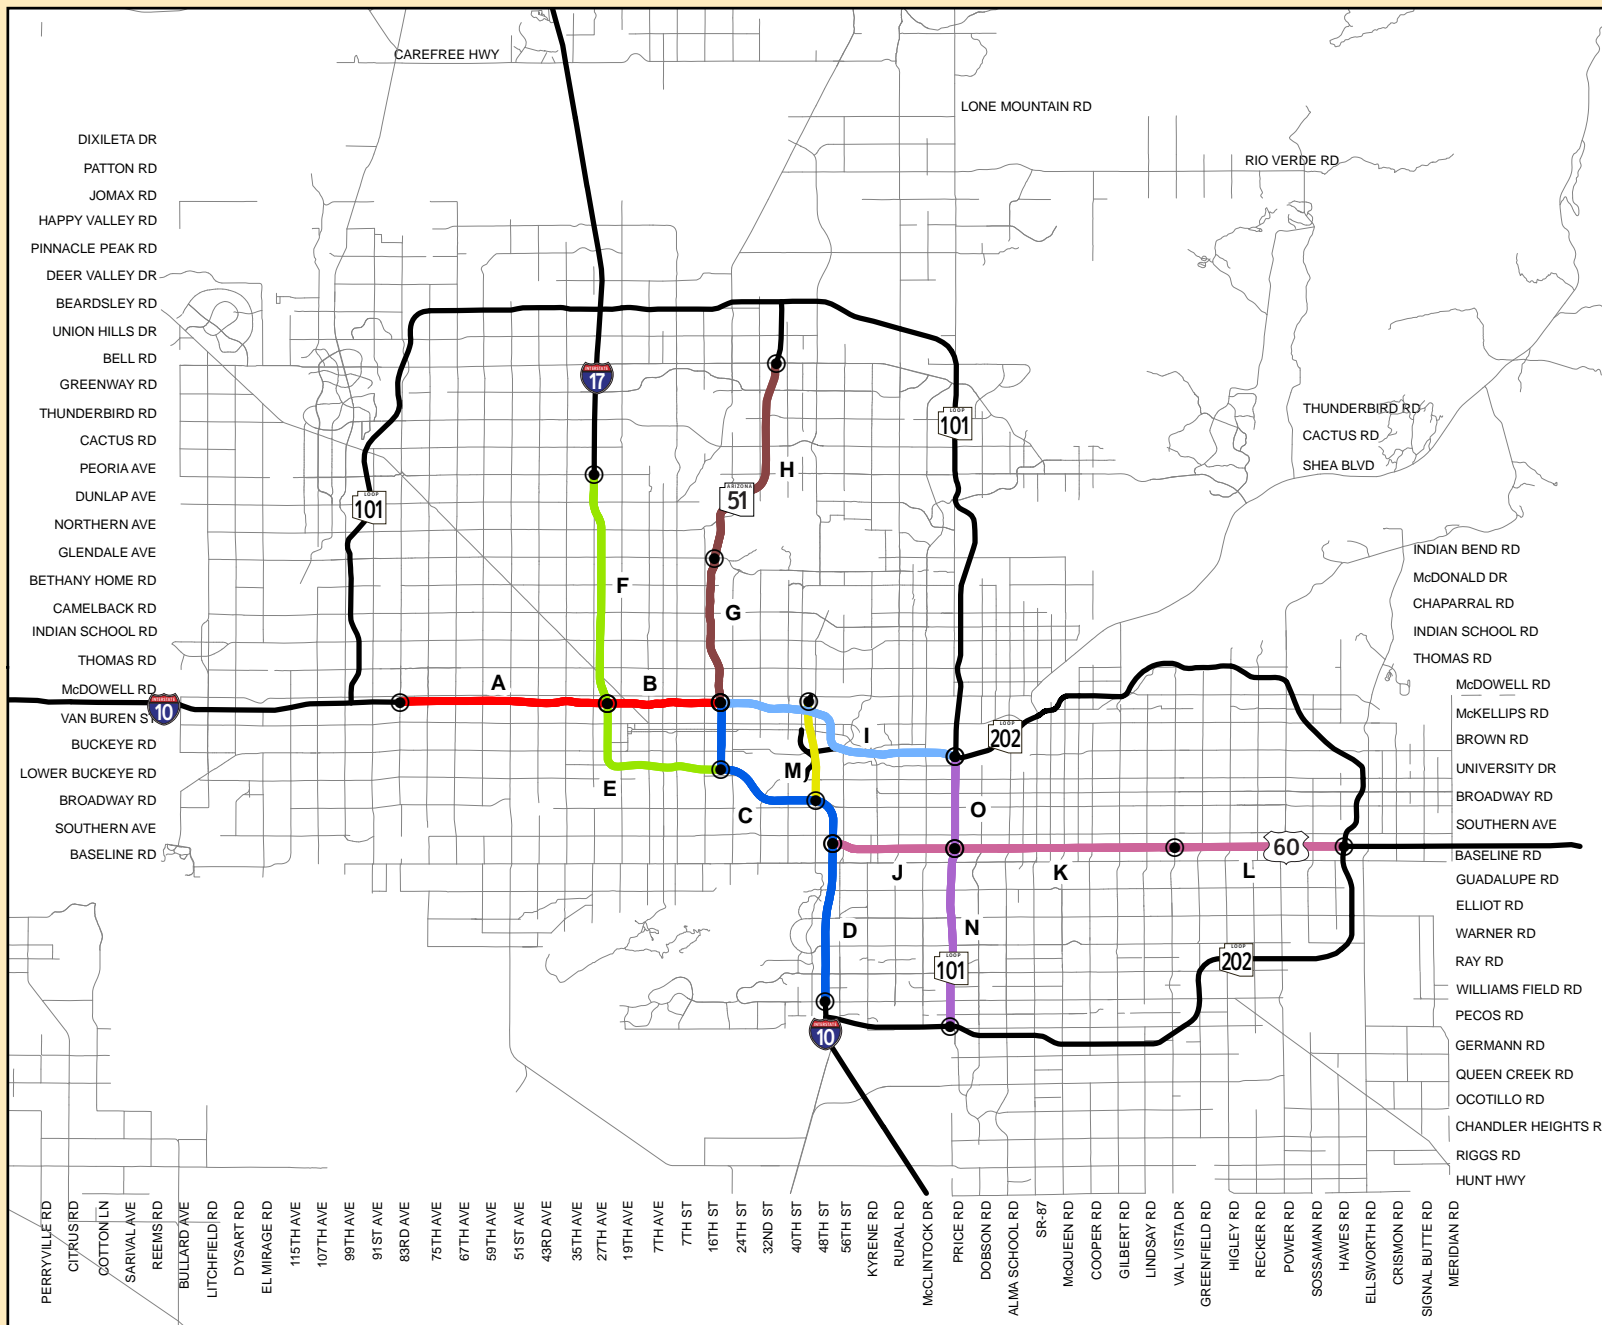 CAREFREE HWY
LONE MOUNTAIN RD
RIO VERDE RD
DIXILETA DR
PATTON RD
JOMAX RD
HAPPY VALLEY RD
PINNACLE PEAK RD
DEER VALLEY DR
BEARDSLEY RD
UNION HILLS DR
BELL RD
GREENWAY RD
THUNDERBIRD RD
CACTUS RD
PEORIA AVE
DUNLAP AVE
NORTHERN AVE
GLENDALE AVE
BETHANY HOME RD
CAMELBACK RD
INDIAN SCHOOL RD
THOMAS RD
McDOWELL RD
VAN BUREN ST
BUCKEYE RD
LOWER BUCKEYE RD
BROADWAY RD
SOUTHERN AVE
BASELINE RD
INTERSTATE
17
LOOP
101
LOOP
101
ARIZONA
51
H
F
G
A
B
INTERSTATE
10
I
LOOP
202
M
E
C
O
J
K
L
60
D
N
LOOP
101
LOOP
202
INTERSTATE
10
THUNDERBIRD RD
CACTUS RD
SHEA BLVD
INDIAN BEND RD
McDONALD DR
CHAPARRAL RD
INDIAN SCHOOL RD
THOMAS RD
McDOWELL RD
McKELLIPS RD
BROWN RD
UNIVERSITY DR
BROADWAY RD
SOUTHERN AVE
BASELINE RD
GUADALUPE RD
ELLIOT RD
WARNER RD
RAY RD
WILLIAMS FIELD RD
PECOS RD
GERMANN RD
QUEEN CREEK RD
OCOTILLO RD
CHANDLER HEIGHTS R
RIGGS RD
HUNT HWY
PERRYVILLE RD
CITRUS RD
COTTON LN
SARIVAL AVE
REEMS RD
BULLARD AVE
LITCHFIELD RD
DYSART RD
EL MIRAGE RD
115TH AVE
107TH AVE
99TH AVE
91ST AVE
83RD AVE
75TH AVE
67TH AVE
59TH AVE
51ST AVE
43RD AVE
35TH AVE
27TH AVE
19TH AVE
7TH AVE
7TH ST
16TH ST
24TH ST
32ND ST
40TH ST
48TH ST
56TH ST
KYRENE RD
RURAL RD
McCLINTOCK DR
PRICE RD
DOBSON RD
ALMA SCHOOL RD
SR-87
McQUEEN RD
COOPER RD
GILBERT RD
LINDSAY RD
VAL VISTA DR
GREENFIELD RD
HIGLEY RD
RECKER RD
POWER RD
SOSSAMAN RD
HAWES RD
ELLSWORTH RD
CRISMON RD
SIGNAL BUTTE RD
MERIDIAN RD